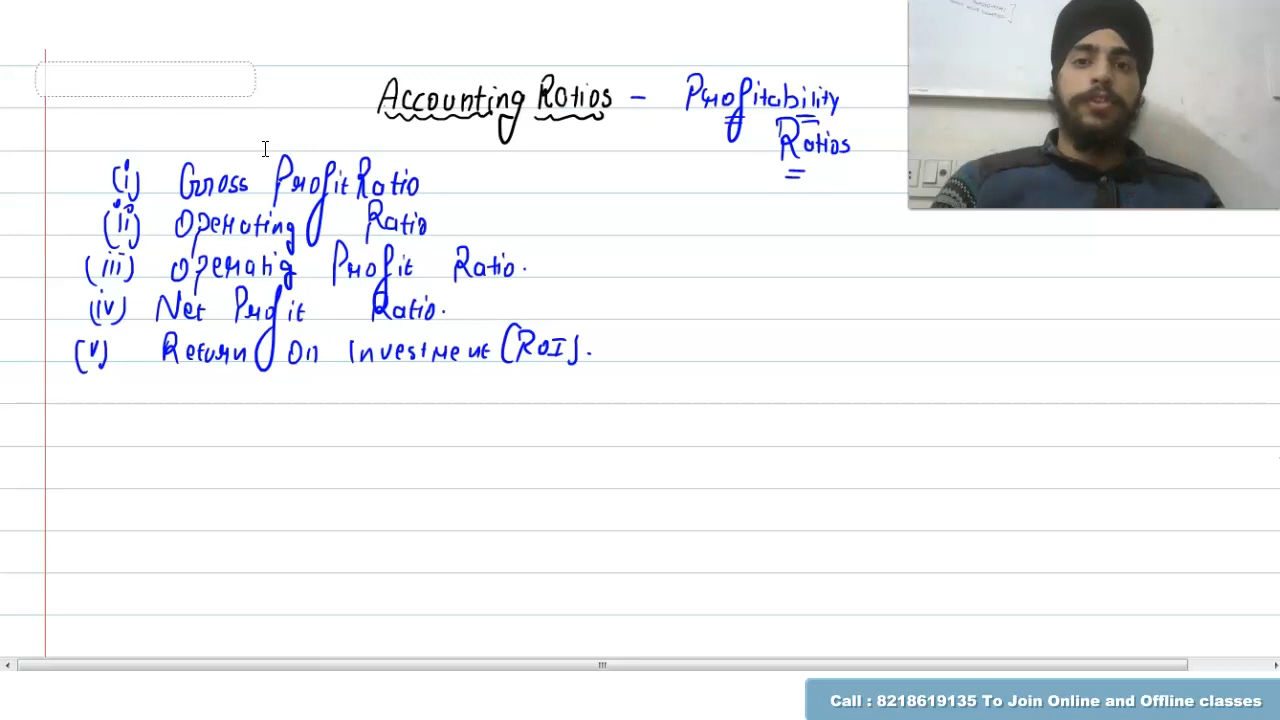 Accounting Ratios - Profitability
Ratios
(i) Gross Profit Ratio
(ii) Operating Ratio
(iii) Operatig Profit Ratio.
(iv) Net Profit Ratio.
(v) Return On Investment (ROI).
Call : 8218619135 To Join Online and Offline classes